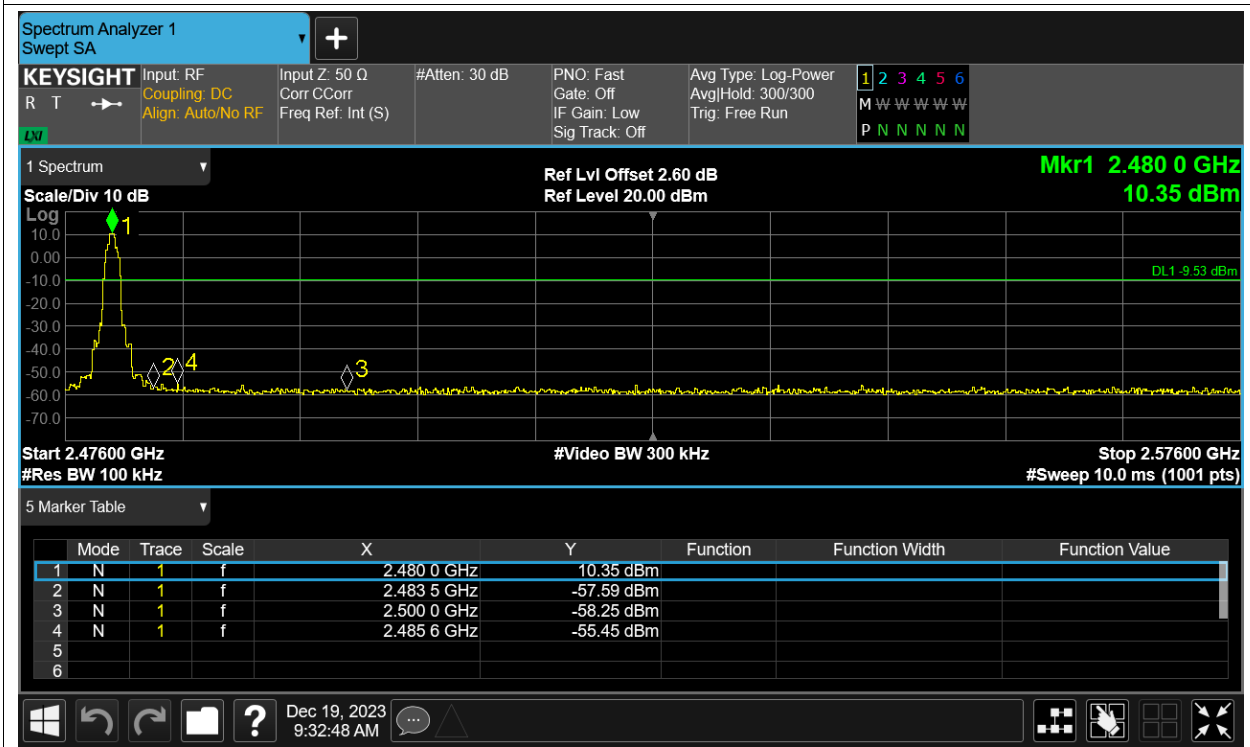 Spectrum Analyzer 1
Swept SA
KEYSIGHT Input: RF Input Z: 50 Ω #Atten: 30 dB PNO: Fast Avg Type: Log-Power 1 2 3 4 5 6
R T Coupling: DC Corr CCorr Gate: Off Avg|Hold: 300/300 M W W W W W
Align: Auto/No RF Freq Ref: Int (S) IF Gain: Low Trig: Free Run
LXI Sig Track: Off P N N N N N
1 Spectrum Ref Lvl Offset 2.60 dB Mkr1 2.480 0 GHz
Scale/Div 10 dB Ref Level 20.00 dBm 10.35 dBm
Log
1
10.0
0.00
DL1 -9.53 dBm
-10.0
-20.0
-30.0
-40.0
2 4 3
-50.0
-60.0
-70.0
Start 2.47600 GHz #Video BW 300 kHz Stop 2.57600 GHz
#Res BW 100 kHz #Sweep 10.0 ms (1001 pts)
5 Marker Table
Mode Trace Scale X Y Function Function Width Function Value
1 N 1 f 2.480 0 GHz 10.35 dBm
2 N 1 f 2.483 5 GHz -57.59 dBm
3 N 1 f 2.500 0 GHz -58.25 dBm
4 N 1 f 2.485 6 GHz -55.45 dBm
5
6
? Dec 19, 2023
9:32:48 AM